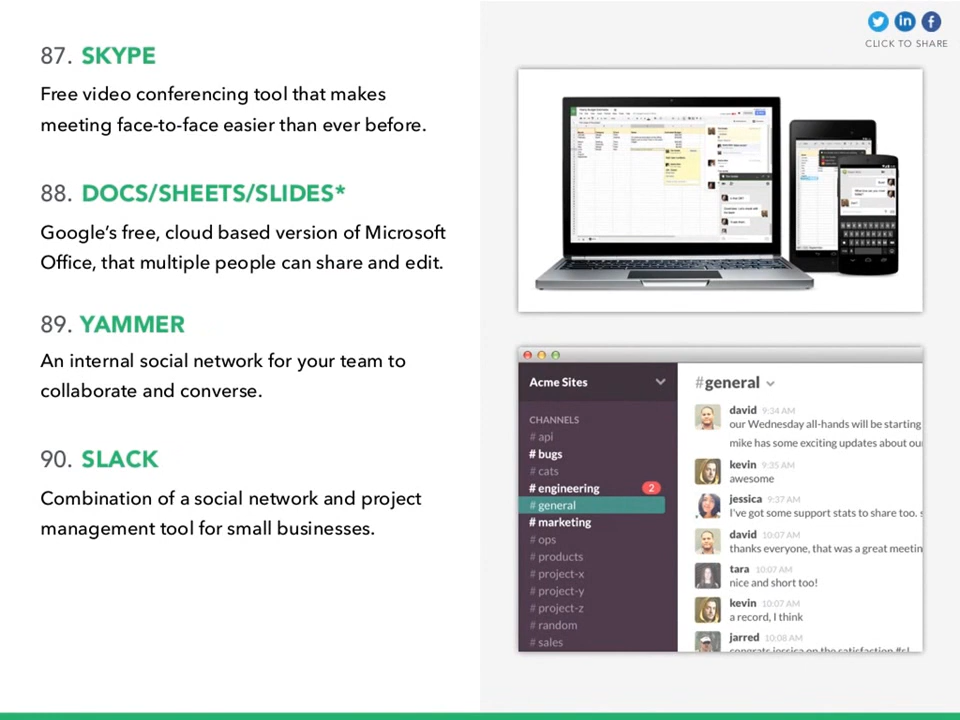 87. SKYPE
Free video conferencing tool that makes
meeting face-to-face easier than ever before.
88. DOCS/SHEETS/SLIDES*
Google's free, cloud based version of Microsoft
Office, that multiple people can share and edit.
89. YAMMER
An internal social network for your team to
collaborate and converse.
90. SLACK
Combination of a social network and project
management tool for small businesses.
CLICK TO SHARE
Acme Sites
CHANNELS
# api
# bugs
# cats
# engineering 2
# general
# marketing
# ops
# products
# project-x
# project-y
# project-z
# random
# sales
#general
david 9:34 AM
our Wednesday all-hands will be starting
mike has some exciting updates about ou
kevin 9:35 AM
awesome
jessica 9:37 AM
I've got some support stats to share too. s
david 10:07 AM
thanks everyone, that was a great meetin
tara 10:07 AM
nice and short too!
kevin 10:07 AM
a record, I think
jarred 10:08 AM
congrats jessica on the satisfaction #s!